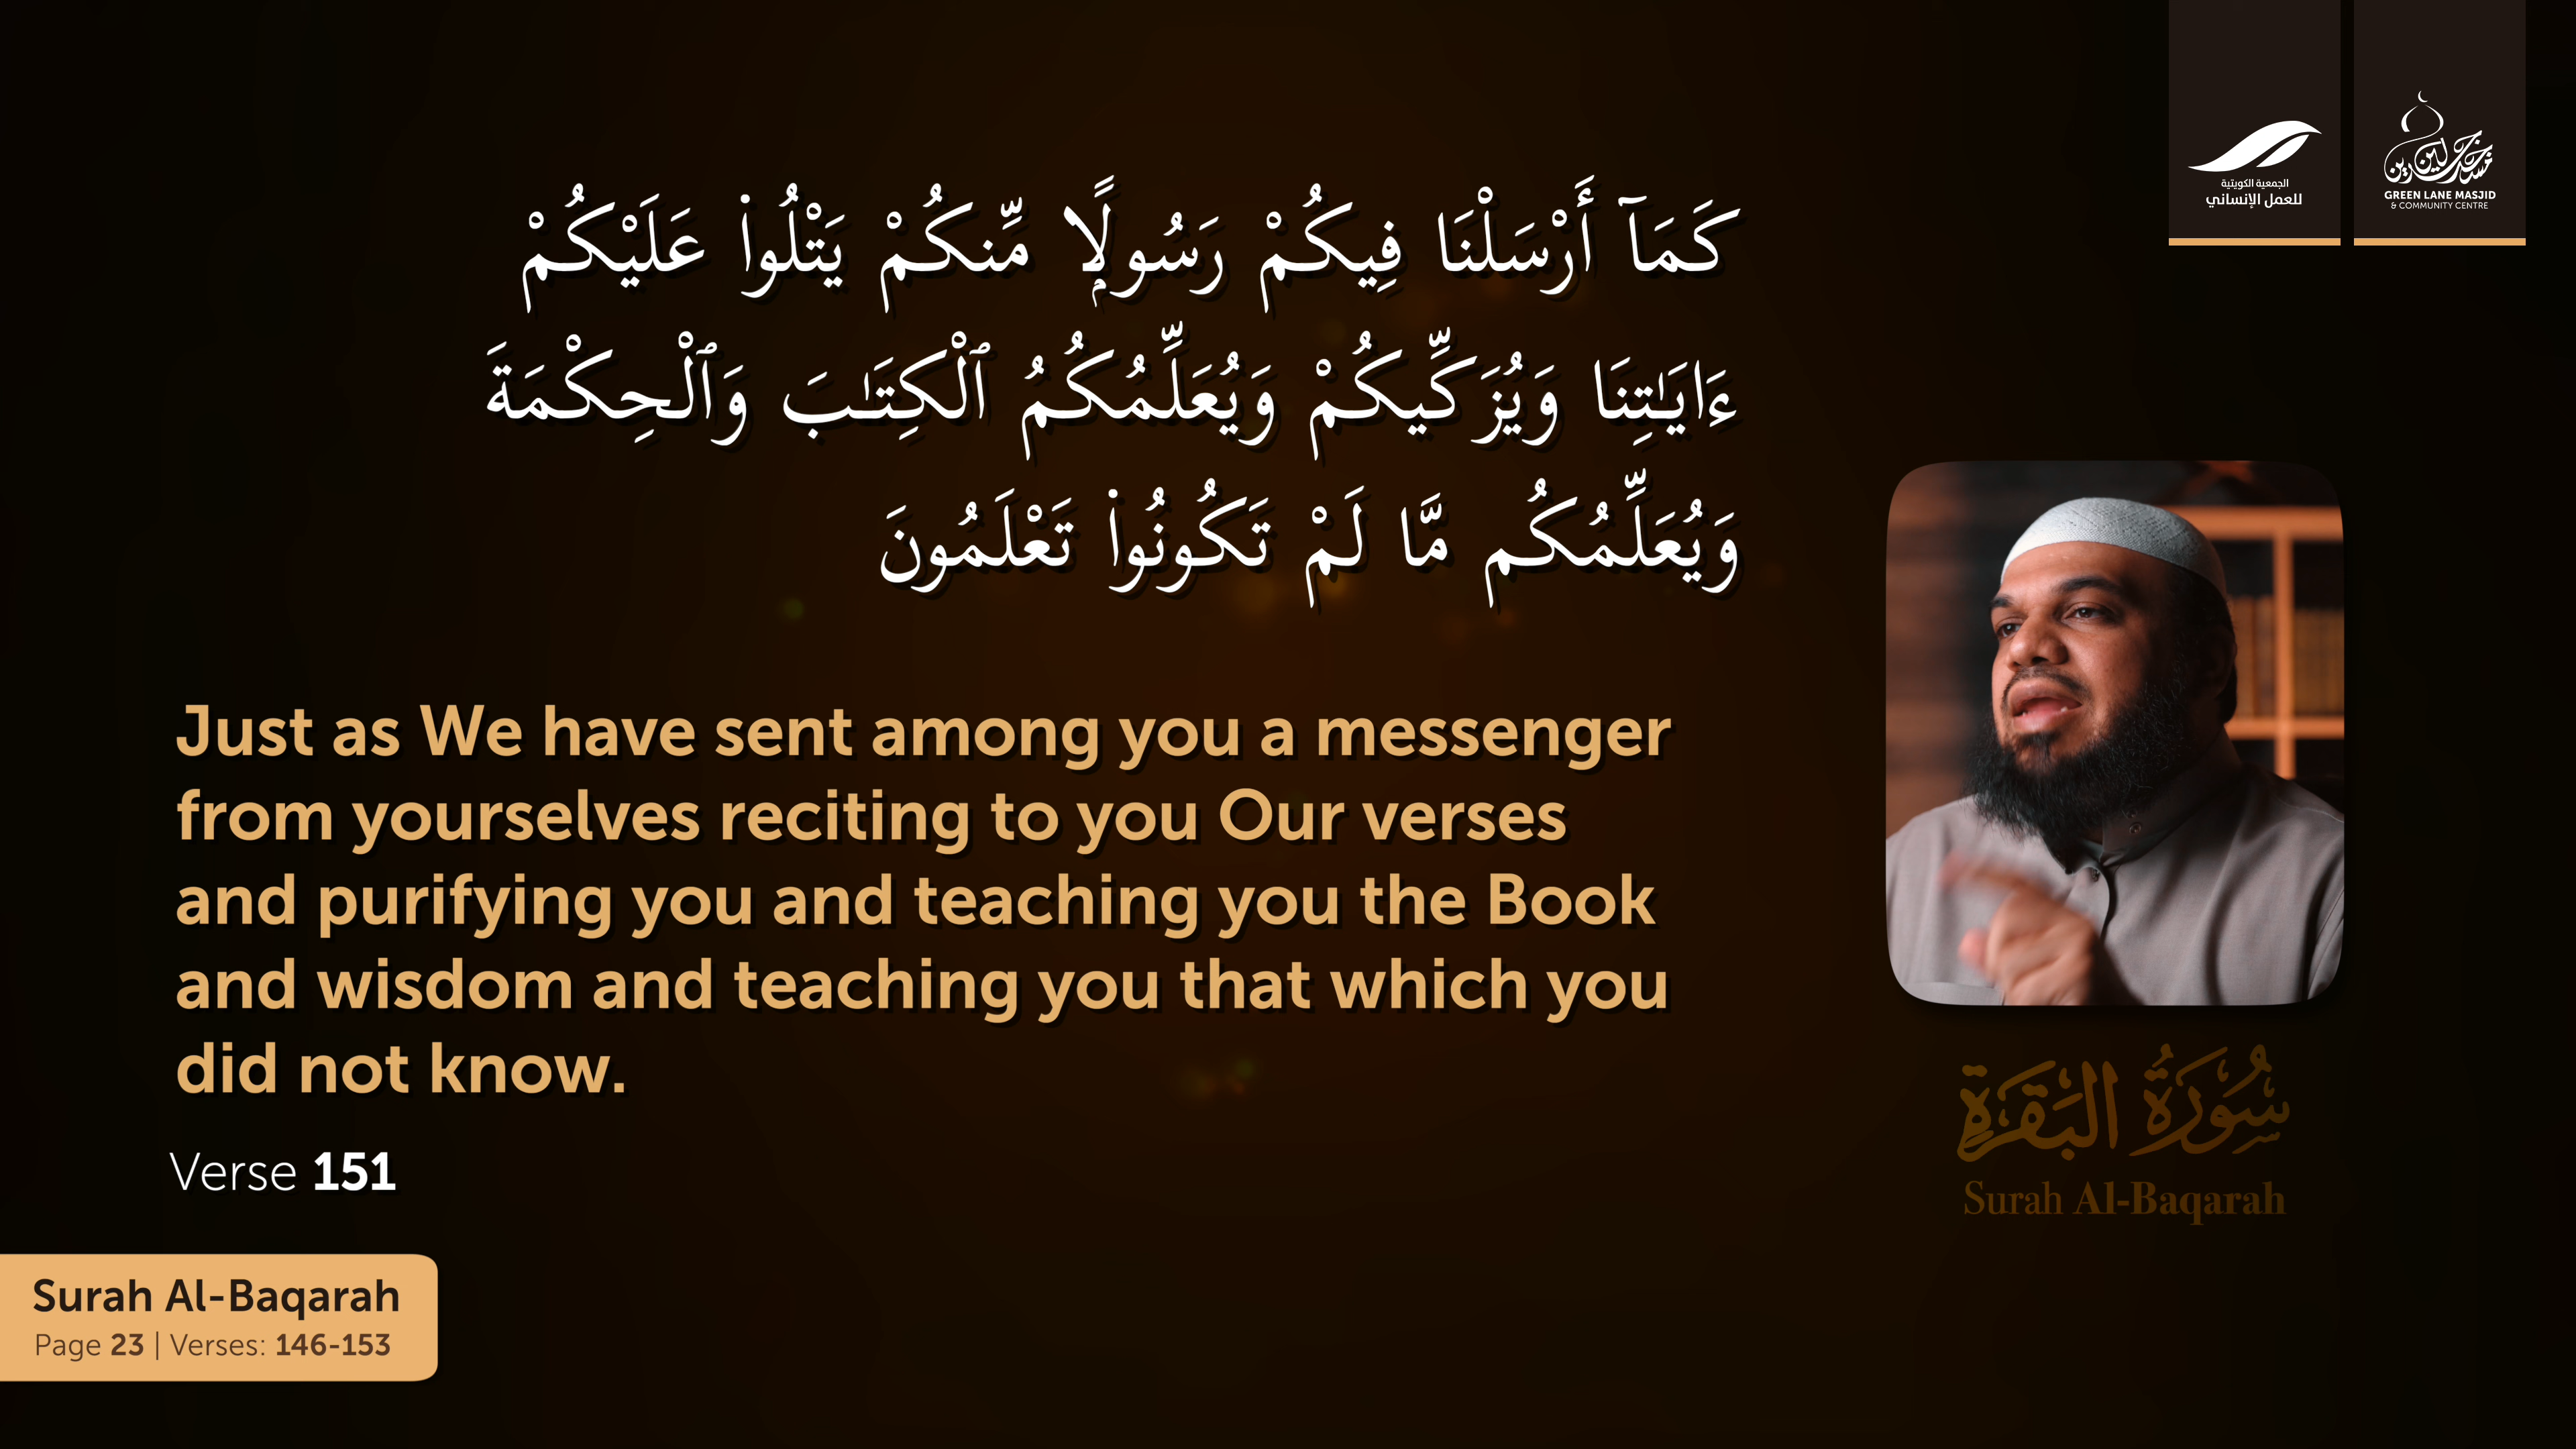 الجمعية الكويتية
للعمل الإنساني
مسجد جرين لين
GREEN LANE MASJID
& COMMUNITY CENTRE
كَمَآ أَرْسَلْنَا فِيكُمْ رَسُولًۭا مِّنكُمْ يَتْلُوا۟ عَلَيْكُمْ
ءَايَـٰتِنَا وَيُزَكِّيكُمْ وَيُعَلِّمُكُمُ ٱلْكِتَـٰبَ وَٱلْحِكْمَةَ
وَيُعَلِّمُكُم مَّا لَمْ تَكُونُوا۟ تَعْلَمُونَ
Just as We have sent among you a messenger
from yourselves reciting to you Our verses
and purifying you and teaching you the Book
and wisdom and teaching you that which you
did not know.
Verse 151
سُورَةُ البَقَرَةِ
Surah Al-Baqarah
Surah Al-Baqarah
Page 23 | Verses: 146-153